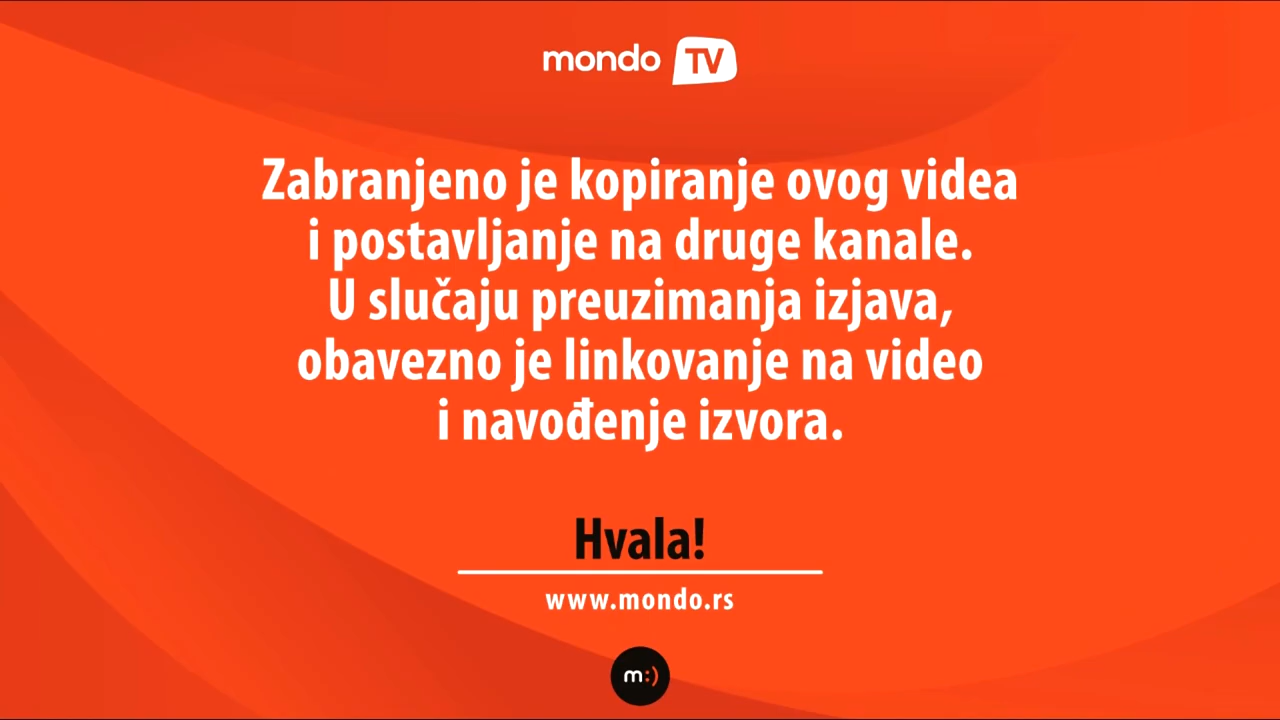 mondo TV
Zabranjeno je kopiranje ovog videa
i postavljanje na druge kanale.
U slučaju preuzimanja izjava,
obavezno je linkovanje na video
i navođenje izvora.
Hvala!
www.mondo.rs
m:)